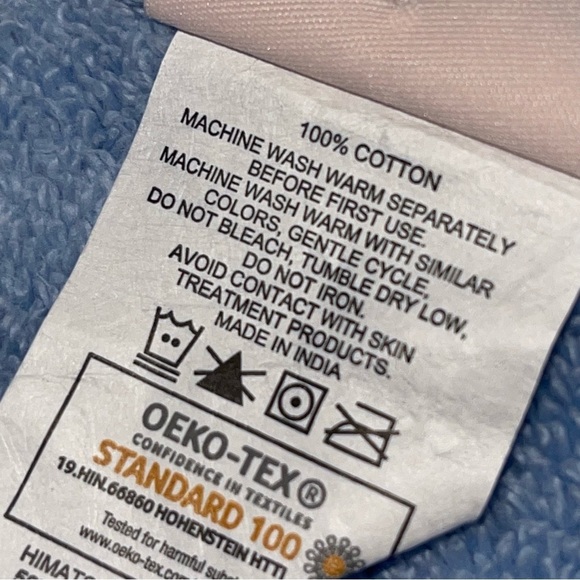 100% COTTON
MACHINE WASH WARM SEPARATELY
BEFORE FIRST USE.
MACHINE WASH WARM WITH SIMILAR
COLORS, GENTLE CYCLE,
DO NOT BLEACH, TUMBLE DRY LOW,
DO NOT IRON.
AVOID CONTACT WITH SKIN
TREATMENT PRODUCTS.
MADE IN INDIA
OEKO-TEX®
CONFIDENCE IN TEXTILES
STANDARD 100
19.HIN.66860 HOHENSTEIN HTTI
Tested for harmful
www.oeko-tex.com